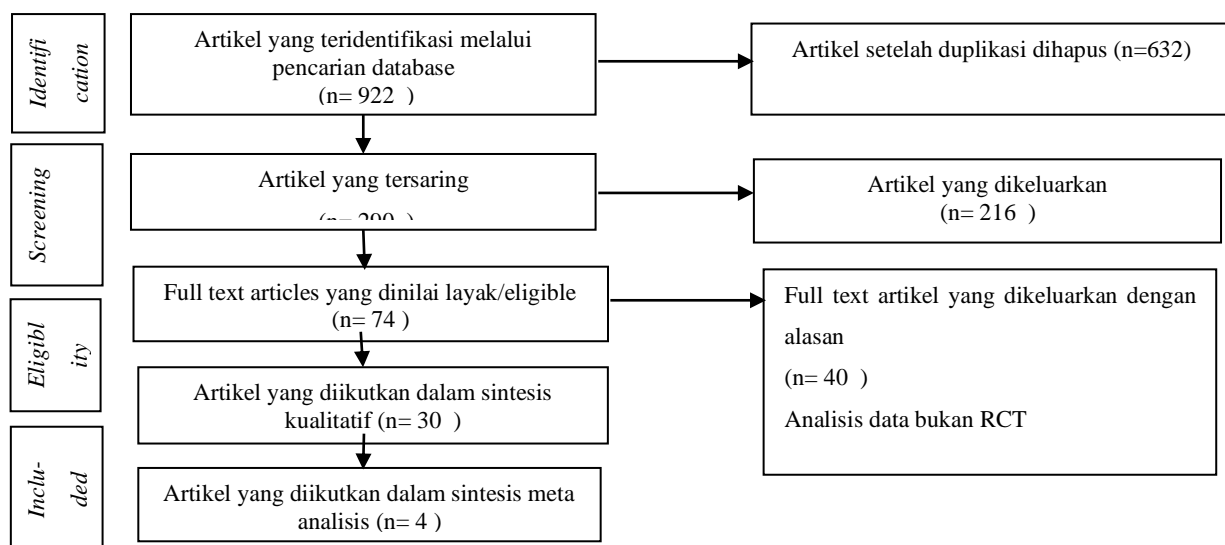 Identifi
cation
Artikel yang teridentifikasi melalui
pencarian database
(n= 922 )
Artikel setelah duplikasi dihapus (n=632)
Screening
Artikel yang tersaring
(n= 290 )
Artikel yang dikeluarkan
(n= 216 )
Eligibl
ity
Full text articles yang dinilai layak/eligible
(n= 74 )
Full text artikel yang dikeluarkan dengan
alasan
(n= 40 )
Analisis data bukan RCT
Artikel yang diikutkan dalam sintesis
kualitatif (n= 30 )
Inclu-
ded
Artikel yang diikutkan dalam sintesis meta
analisis (n= 4 )